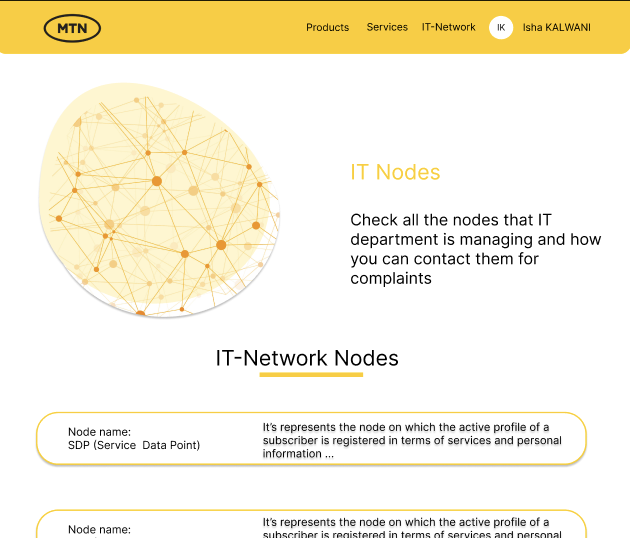 MTN
Products Services IT-Network IK Isha KALWANI
IT Nodes
Check all the nodes that IT
department is managing and how
you can contact them for
complaints
IT-Network Nodes
Node name:
SDP (Service Data Point)
It's represents the node on which the active profile of a
subscriber is registered in terms of services and personal
information ...
Node name:
It's represents the node on which the active profile of a
subscriber is registered in terms of services and personal